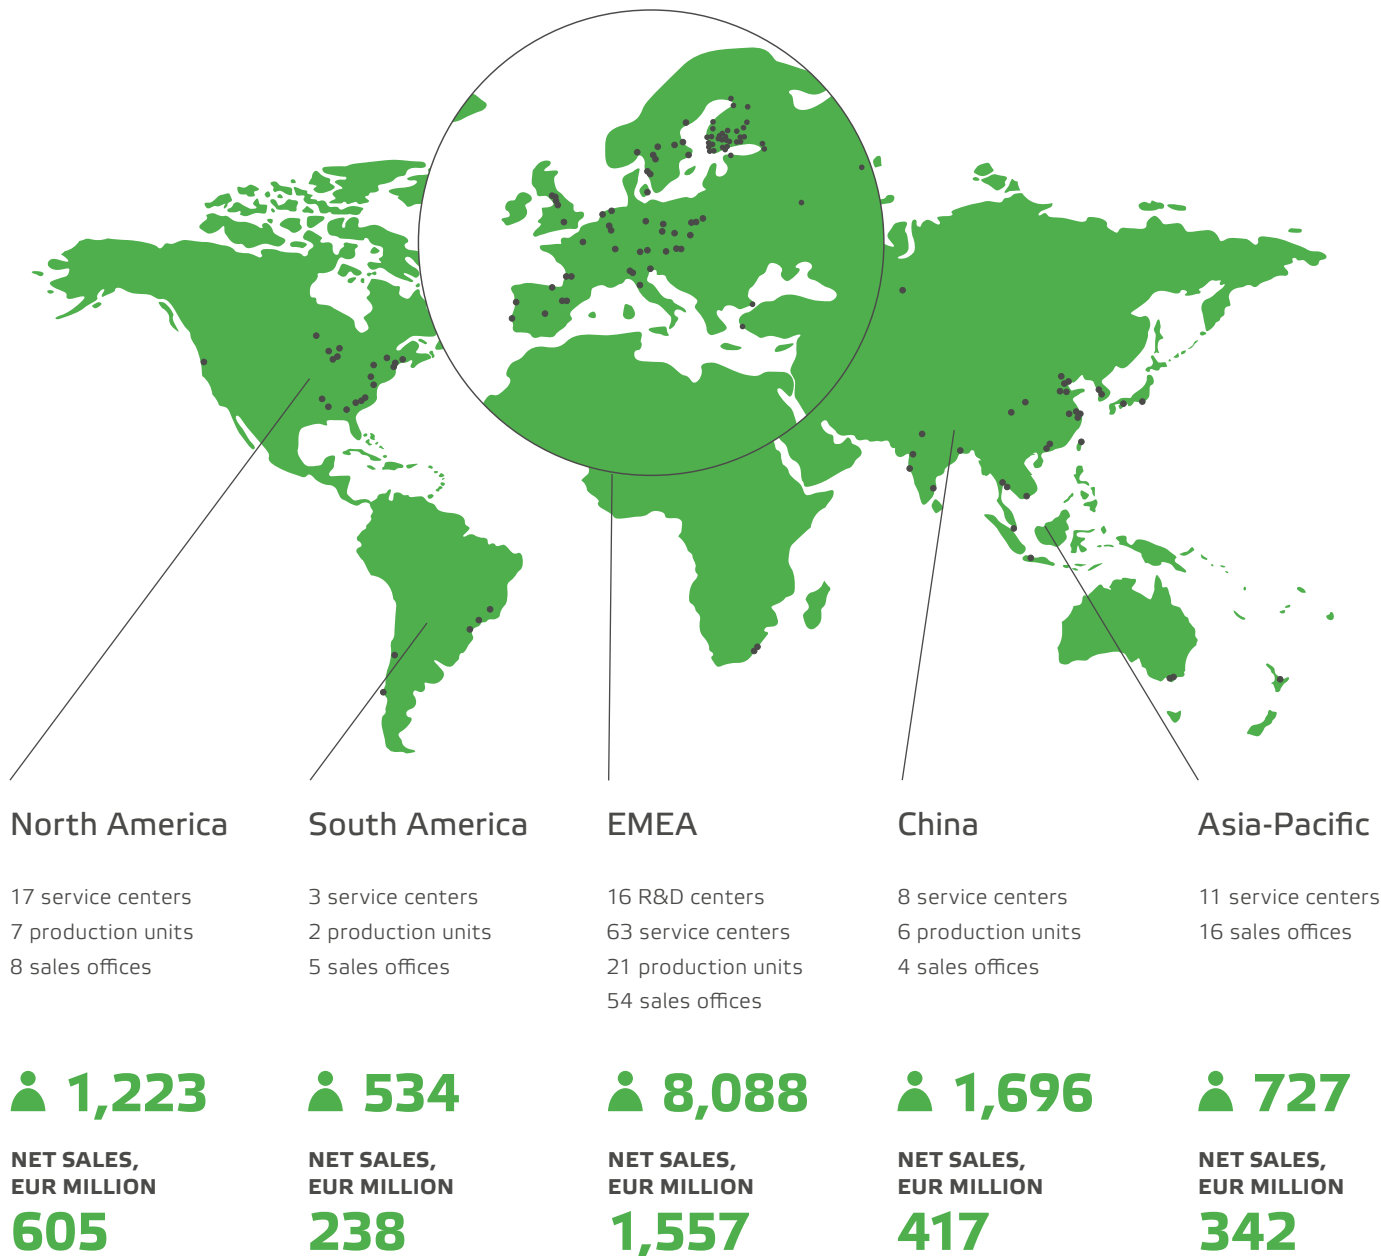 North America
17 service centers
7 production units
8 sales offices
1,223
NET SALES,
EUR MILLION
605
South America
3 service centers
2 production units
5 sales offices
534
NET SALES,
EUR MILLION
238
EMEA
16 R&D centers
63 service centers
21 production units
54 sales offices
8,088
NET SALES,
EUR MILLION
1,557
China
8 service centers
6 production units
4 sales offices
1,696
NET SALES,
EUR MILLION
417
Asia-Pacific
11 service centers
16 sales offices
727
NET SALES,
EUR MILLION
342